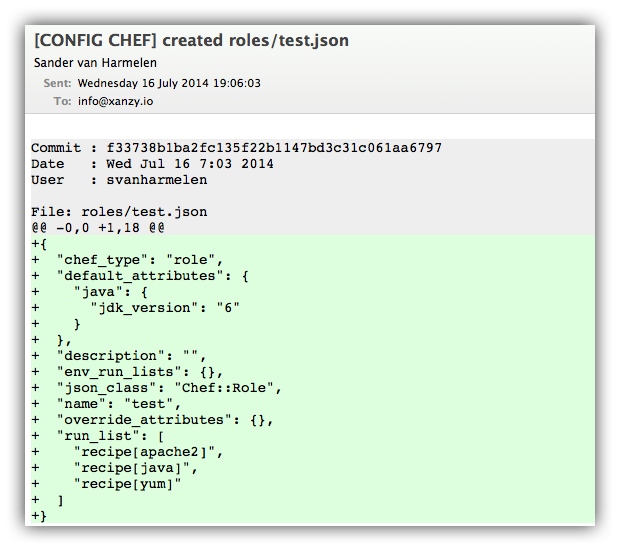 [CONFIG CHEF] created roles/test.json
Sander van Harmelen
Sent: Wednesday 16 July 2014 19:06:03
To: info@xanzy.io
Commit : f33738b1ba2fc135f22b1147bd3c31c061aa6797
Date   : Wed Jul 16 7:03 2014
User   : svanharmelen
File: roles/test.json
@@ -0,0 +1,18 @@
+{
+  "chef_type": "role",
+  "default_attributes": {
+    "java": {
+      "jdk_version": "6"
+    }
+  },
+  "description": "",
+  "env_run_lists": {},
+  "json_class": "Chef::Role",
+  "name": "test",
+  "override_attributes": {},
+  "run_list": [
+    "recipe[apache2]",
+    "recipe[java]",
+    "recipe[yum]"
+  ]
+}